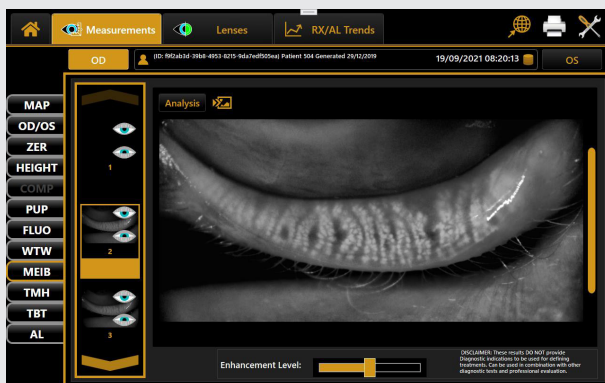 Measurements
Lenses
RX/AL Trends
OD
(ID: f9f2ab3d-39b8-4953-8215-9da7edf505ea) Patient 504 Generated 29/12/2019
19/09/2021 08:20:13
OS
MAP
OD/OS
ZER
HEIGHT
COMP
PUP
FLUO
WTW
MEIB
TMH
TBT
AL
1
2
3
Analysis
Enhancement Level:
DISCLAIMER: These results DO NOT provide
Diagnostic indications to be used for defining
treatments. Can be used in combination with other
diagnostic tests and professional evaluation.